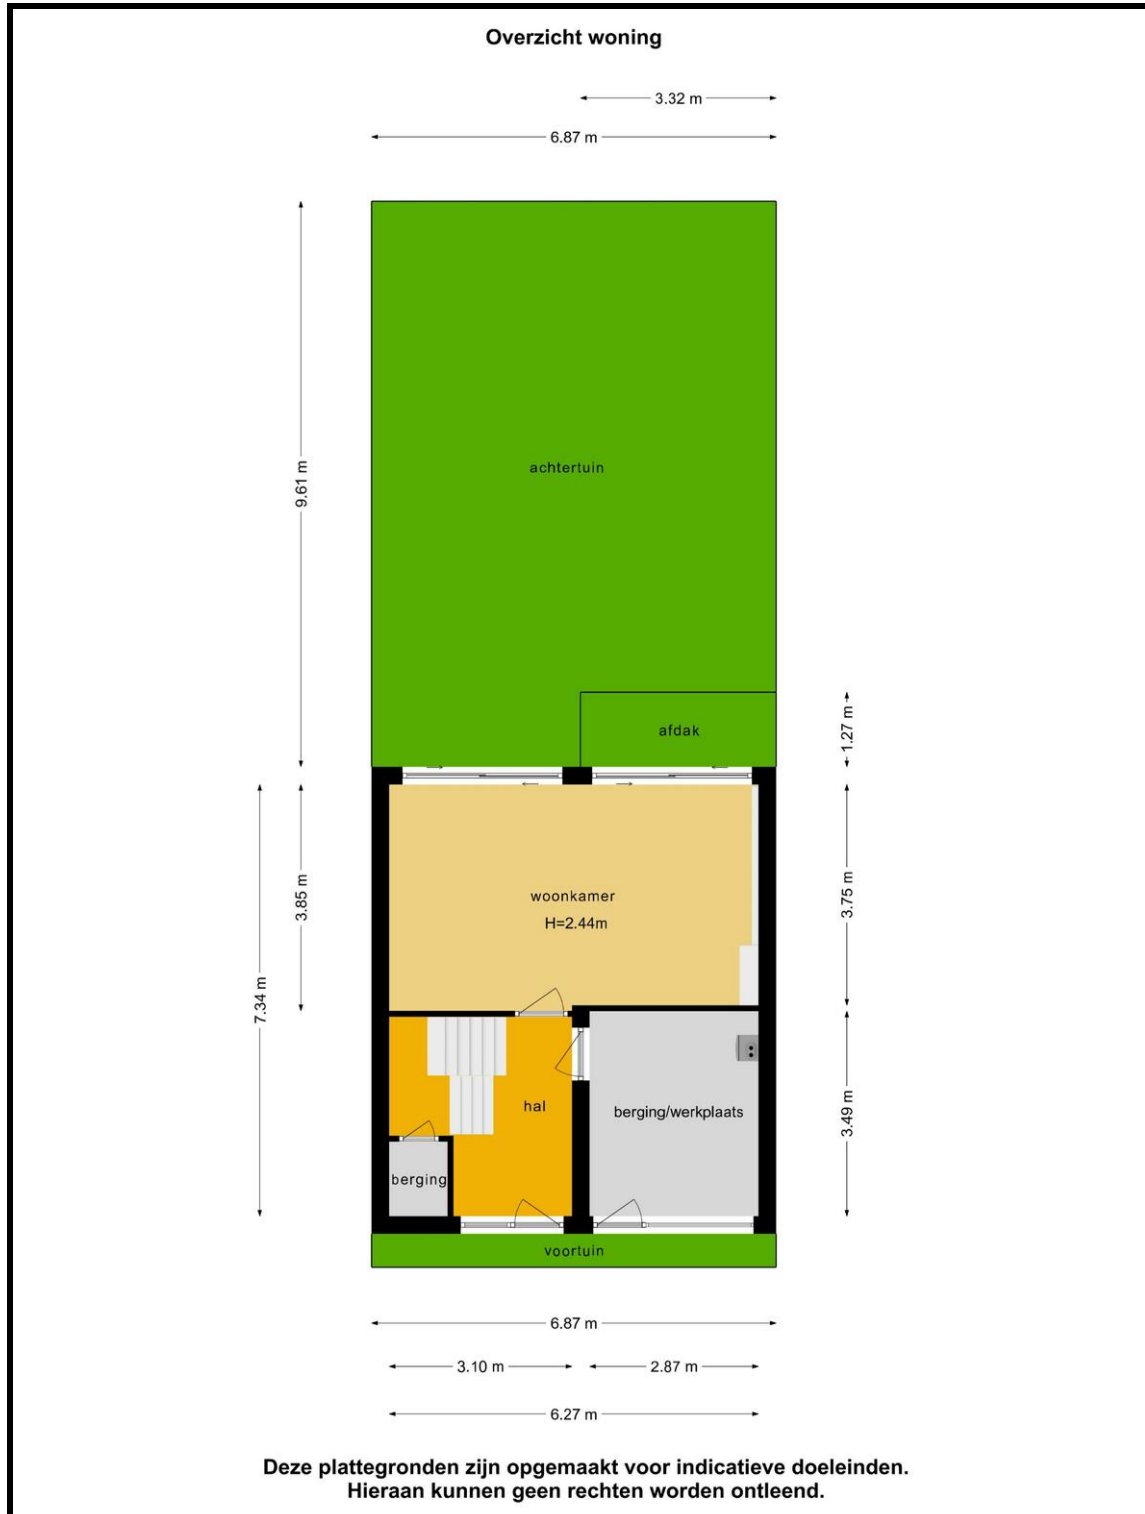 Overzicht woning
3.32 m
6.87 m
9.61 m
achtertuin
afdak
1.27 m
woonkamer
H=2.44m
3.85 m
3.75 m
7.34 m
hal
berging/werkplaats
3.49 m
berging
voortuin
6.87 m
3.10 m
2.87 m
6.27 m
Deze plattegronden zijn opgemaakt voor indicatieve doeleinden.
Hieraan kunnen geen rechten worden ontleend.